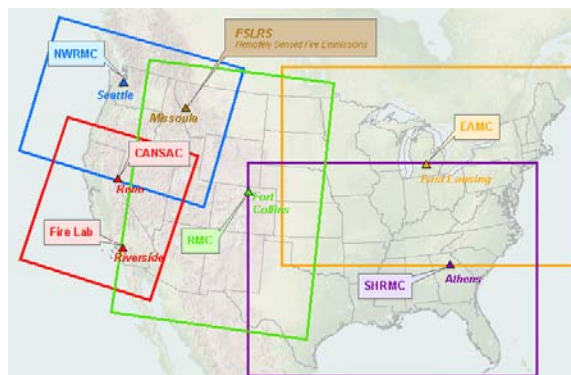 FSLRS
Remotely Sensed Fire Emissions
NWRMC
Seattle
Missoula
EAMC
CANSAC
East Lansing
Reno
Fort
Collins
Fire Lab
RMC
Riverside
SHRMC
Athens